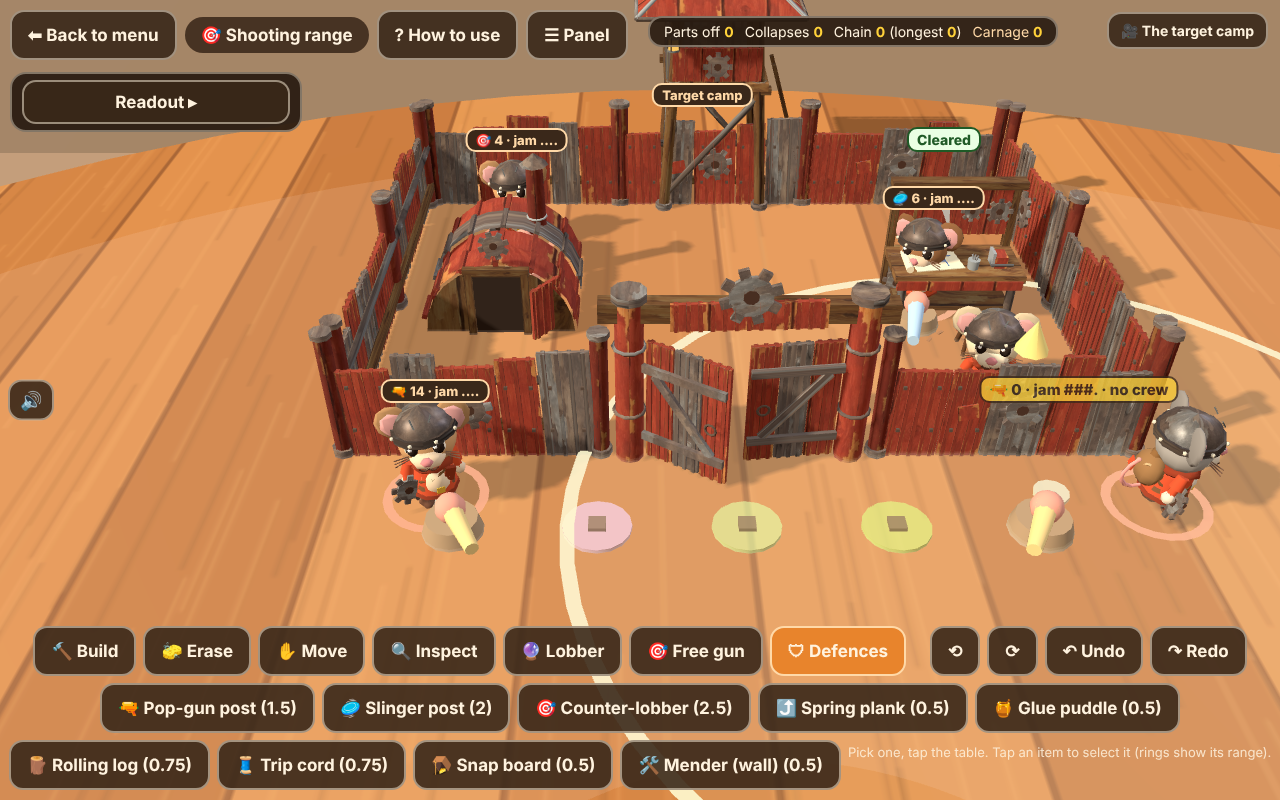 ⬅ Back to menu
🎯 Shooting range
? How to use
☰ Panel
Parts off 0 Collapses 0 Chain 0 (longest 0) Carnage 0
🎥 The target camp
Readout ▸
Target camp
🎯 4 · jam ....
Cleared
🪃 6 · jam ....
🔫 14 · jam ....
🔫 0 · jam ###. · no crew
🔊
🔨 Build
🧽 Erase
✋ Move
🔍 Inspect
🔮 Lobber
🎯 Free gun
🛡 Defences
⟲
⟳
↶ Undo
↷ Redo
🔫 Pop-gun post (1.5)
Slinger post (2)
🎯 Counter-lobber (2.5)
⤴ Spring plank (0.5)
🍯 Glue puddle (0.5)
🪵 Rolling log (0.75)
🧵 Trip cord (0.75)
🪤 Snap board (0.5)
🛠 Mender (wall) (0.5)
Pick one, tap the table. Tap an item to select it (rings show its range).